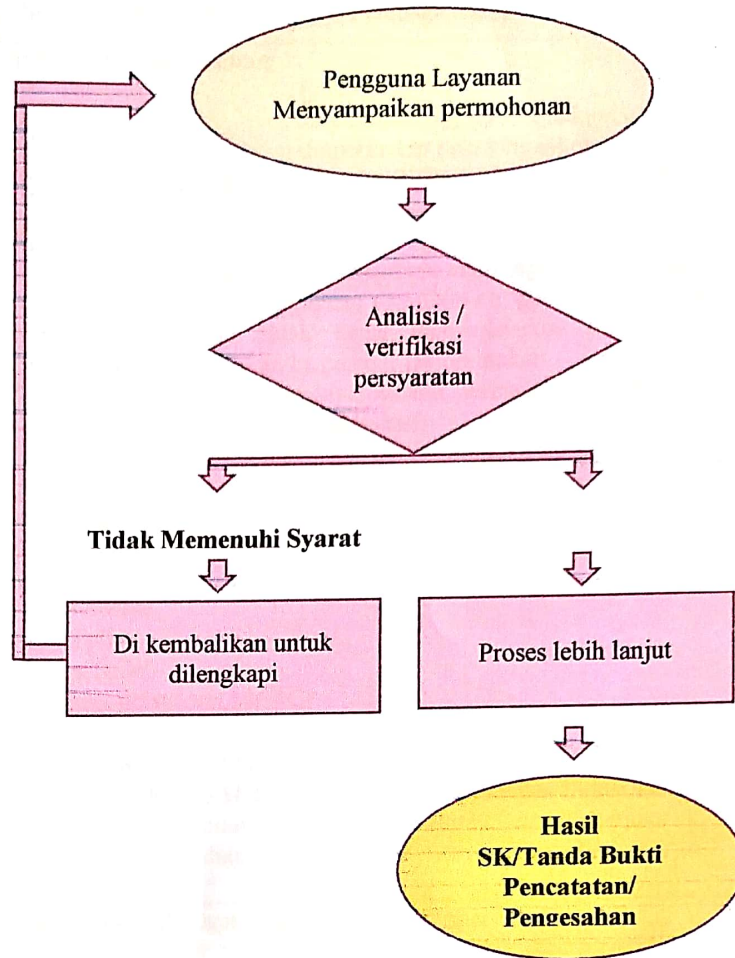 Pengguna Layanan
Menyampaikan permohonan
Analisis /
verifikasi
persyaratan
Tidak Memenuhi Syarat
Di kembalikan untuk
dilengkapi
Proses lebih lanjut
Hasil
SK/Tanda Bukti
Pencatatan/
Pengesahan